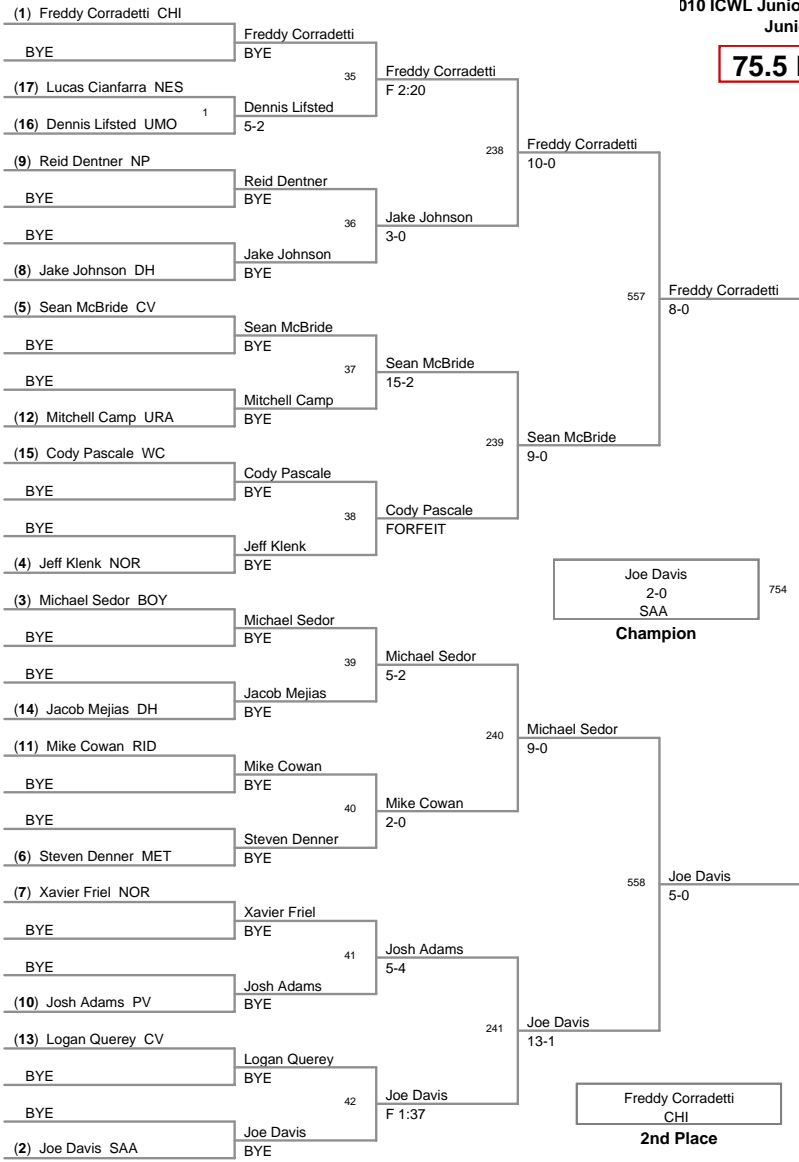 010 ICWL Junio
Juni
75.5
(1) Freddy Corradetti CHI
BYE
(17) Lucas Cianfarra NES
(16) Dennis Lifsted UMO
(9) Reid Dentner NP
BYE
BYE
(8) Jake Johnson DH
(5) Sean McBride CV
BYE
BYE
(12) Mitchell Camp URA
(15) Cody Pascale WC
BYE
BYE
(4) Jeff Klenk NOR
(3) Michael Sedor BOY
BYE
BYE
(14) Jacob Mejias DH
(11) Mike Cowan RID
BYE
BYE
(6) Steven Denner MET
(7) Xavier Friel NOR
BYE
BYE
(10) Josh Adams PV
(13) Logan Querey CV
BYE
BYE
(2) Joe Davis SAA
1
Freddy Corradetti
BYE
Dennis Lifsted
5-2
Reid Dentner
BYE
Jake Johnson
BYE
Sean McBride
BYE
Mitchell Camp
BYE
Cody Pascale
BYE
Jeff Klenk
BYE
Michael Sedor
BYE
Jacob Mejias
BYE
Mike Cowan
BYE
Steven Denner
BYE
Xavier Friel
BYE
Josh Adams
BYE
Logan Querey
BYE
Joe Davis
BYE
35
36
37
38
39
40
41
42
Freddy Corradetti
F 2:20
Jake Johnson
3-0
Sean McBride
15-2
Cody Pascale
FORFEIT
Michael Sedor
5-2
Mike Cowan
2-0
Josh Adams
5-4
Joe Davis
F 1:37
238
239
240
241
Freddy Corradetti
10-0
Sean McBride
9-0
Michael Sedor
9-0
Joe Davis
13-1
557
558
Freddy Corradetti
8-0
Joe Davis
5-0
Joe Davis
2-0
SAA
754
Champion
Freddy Corradetti
CHI
2nd Place